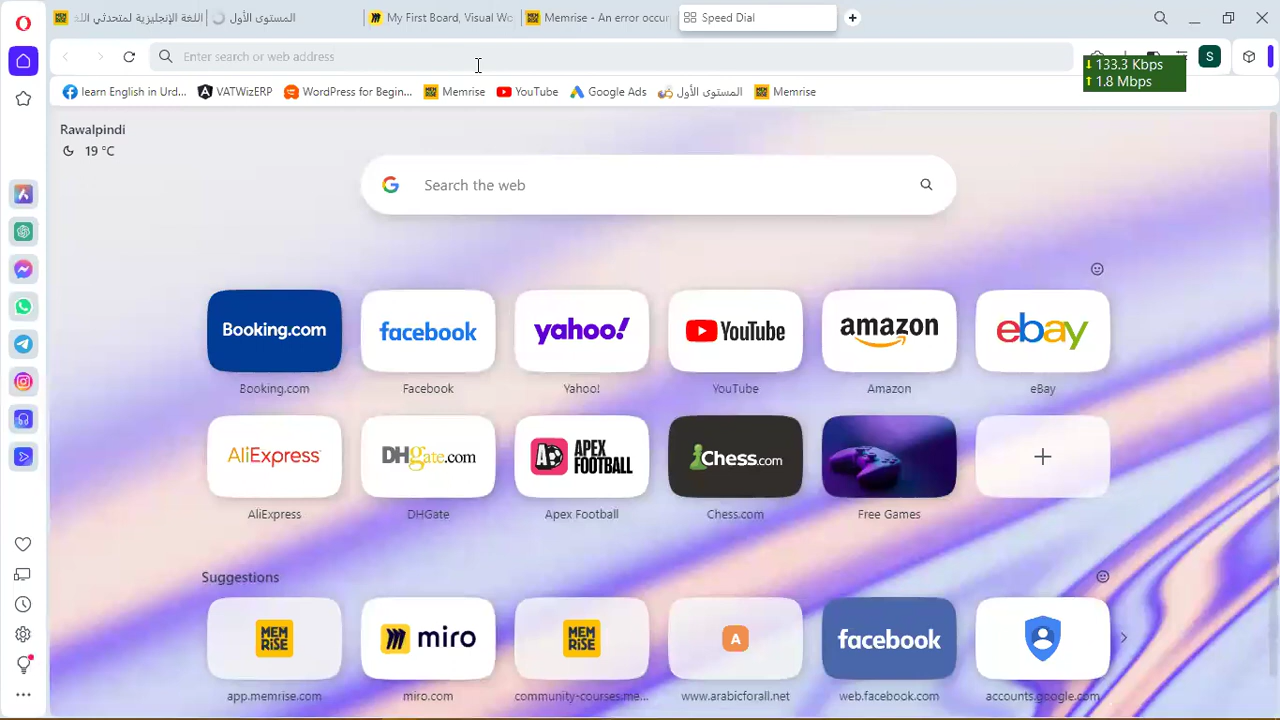 اللغة الإنجليزية لمتحدثي اللـ
المستوى الأول
My First Board, Visual Wo
Memrise - An error occur
Speed Dial
Enter search or web address
S
133.3 Kbps
1.8 Mbps
learn English in Urd...
VATWizERP
WordPress for Begin...
Memrise
YouTube
Google Ads
المستوى الأول
Memrise
Rawalpindi
19 °C
Search the web
Booking.com
facebook
yahoo!
YouTube
amazon
ebay
Booking.com
Facebook
Yahoo!
YouTube
Amazon
eBay
AliExpress
DHgate.com
APEX FOOTBALL
Chess.com
AliExpress
DHGate
Apex Football
Chess.com
Free Games
Suggestions
MEM RISE
miro
MEM RISE
A
facebook
app.memrise.com
miro.com
community-courses.me...
www.arabicforall.net
web.facebook.com
accounts.google.com